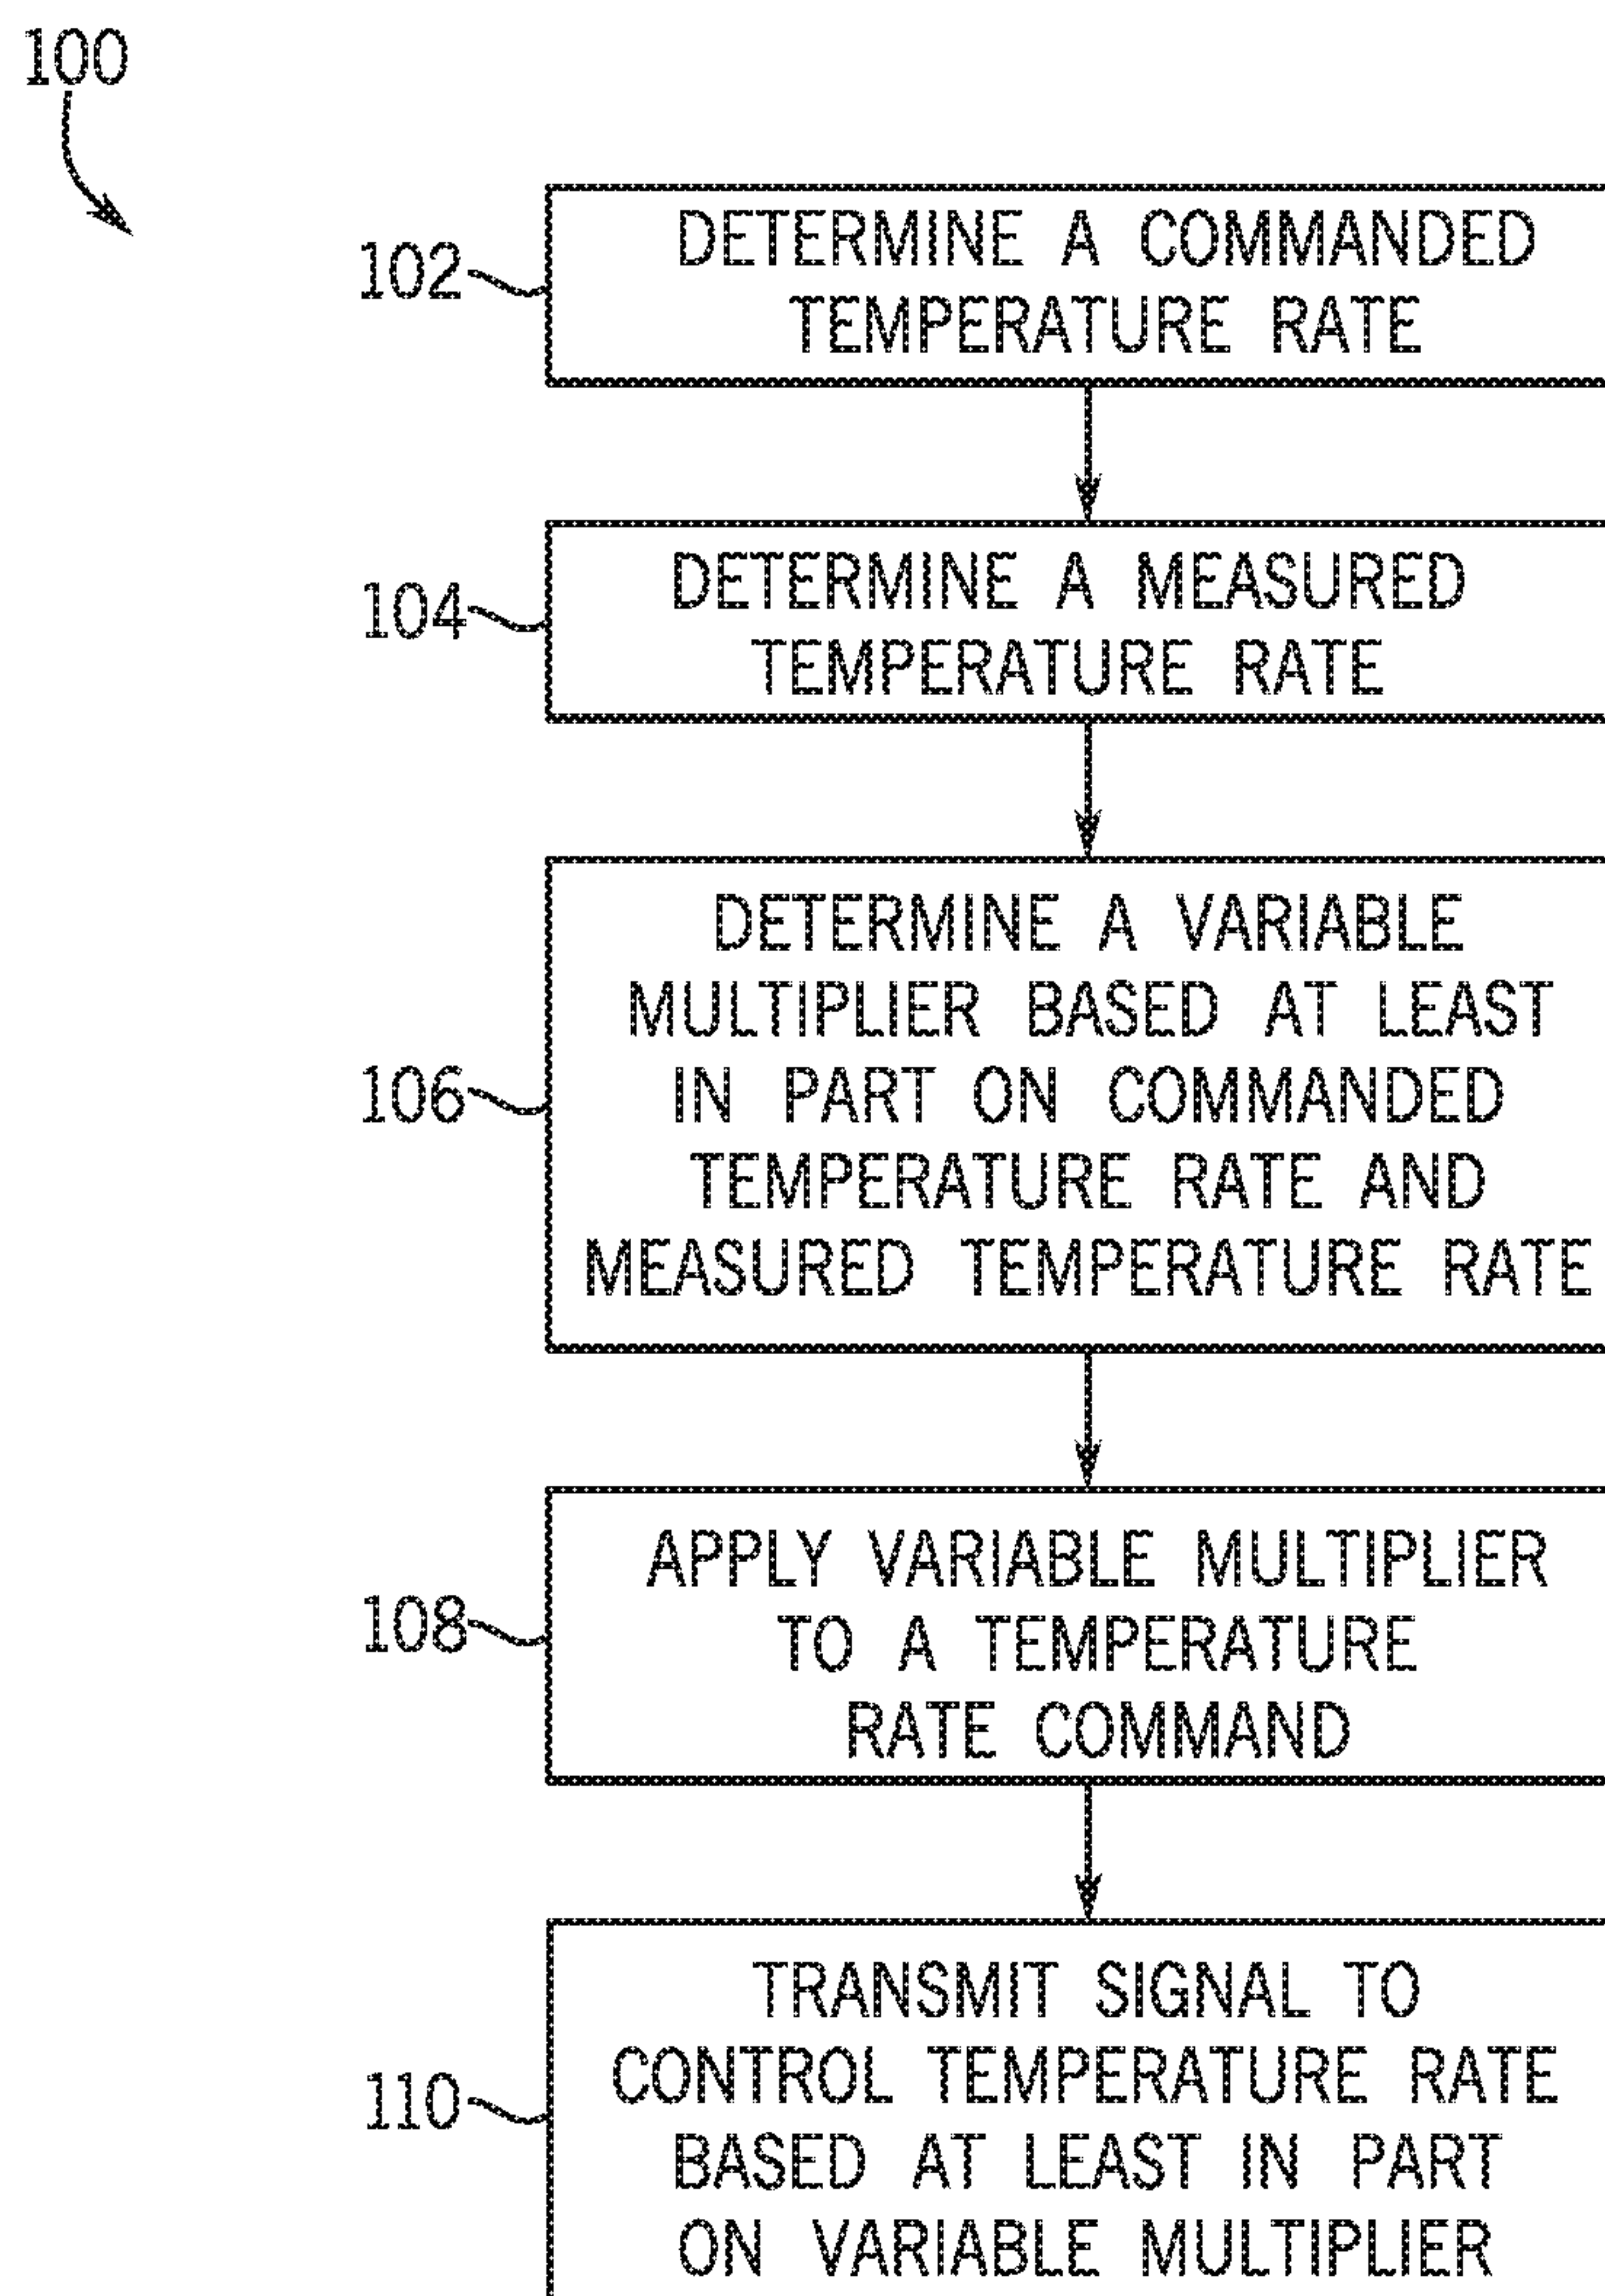 100
102
DETERMINE A COMMANDED
TEMPERATURE RATE
104
DETERMINE A MEASURED
TEMPERATURE RATE
106
DETERMINE A VARIABLE
MULTIPLIER BASED AT LEAST
IN PART ON COMMANDED
TEMPERATURE RATE AND
MEASURED TEMPERATURE RATE
108
APPLY VARIABLE MULTIPLIER
TO A TEMPERATURE
RATE COMMAND
110
TRANSMIT SIGNAL TO
CONTROL TEMPERATURE RATE
BASED AT LEAST IN PART
ON VARIABLE MULTIPLIER